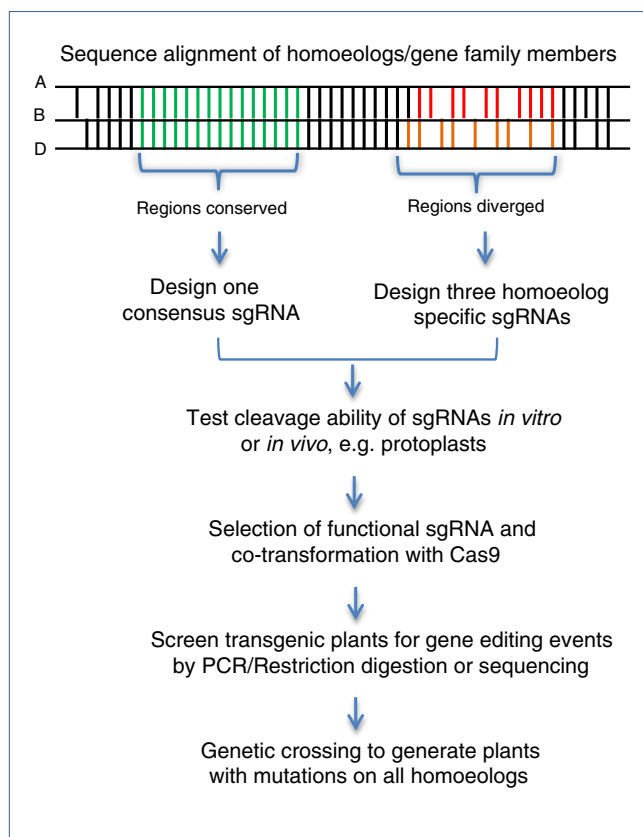 Sequence alignment of homoeologs/gene family members
A
B
D
Regions conserved
Regions diverged
Design one
consensus sgRNA
Design three homoeolog
specific sgRNAs
Test cleavage ability of sgRNAs in vitro
or in vivo, e.g. protoplasts
Selection of functional sgRNA and
co-transformation with Cas9
Screen transgenic plants for gene editing events
by PCR/Restriction digestion or sequencing
Genetic crossing to generate plants
with mutations on all homoeologs